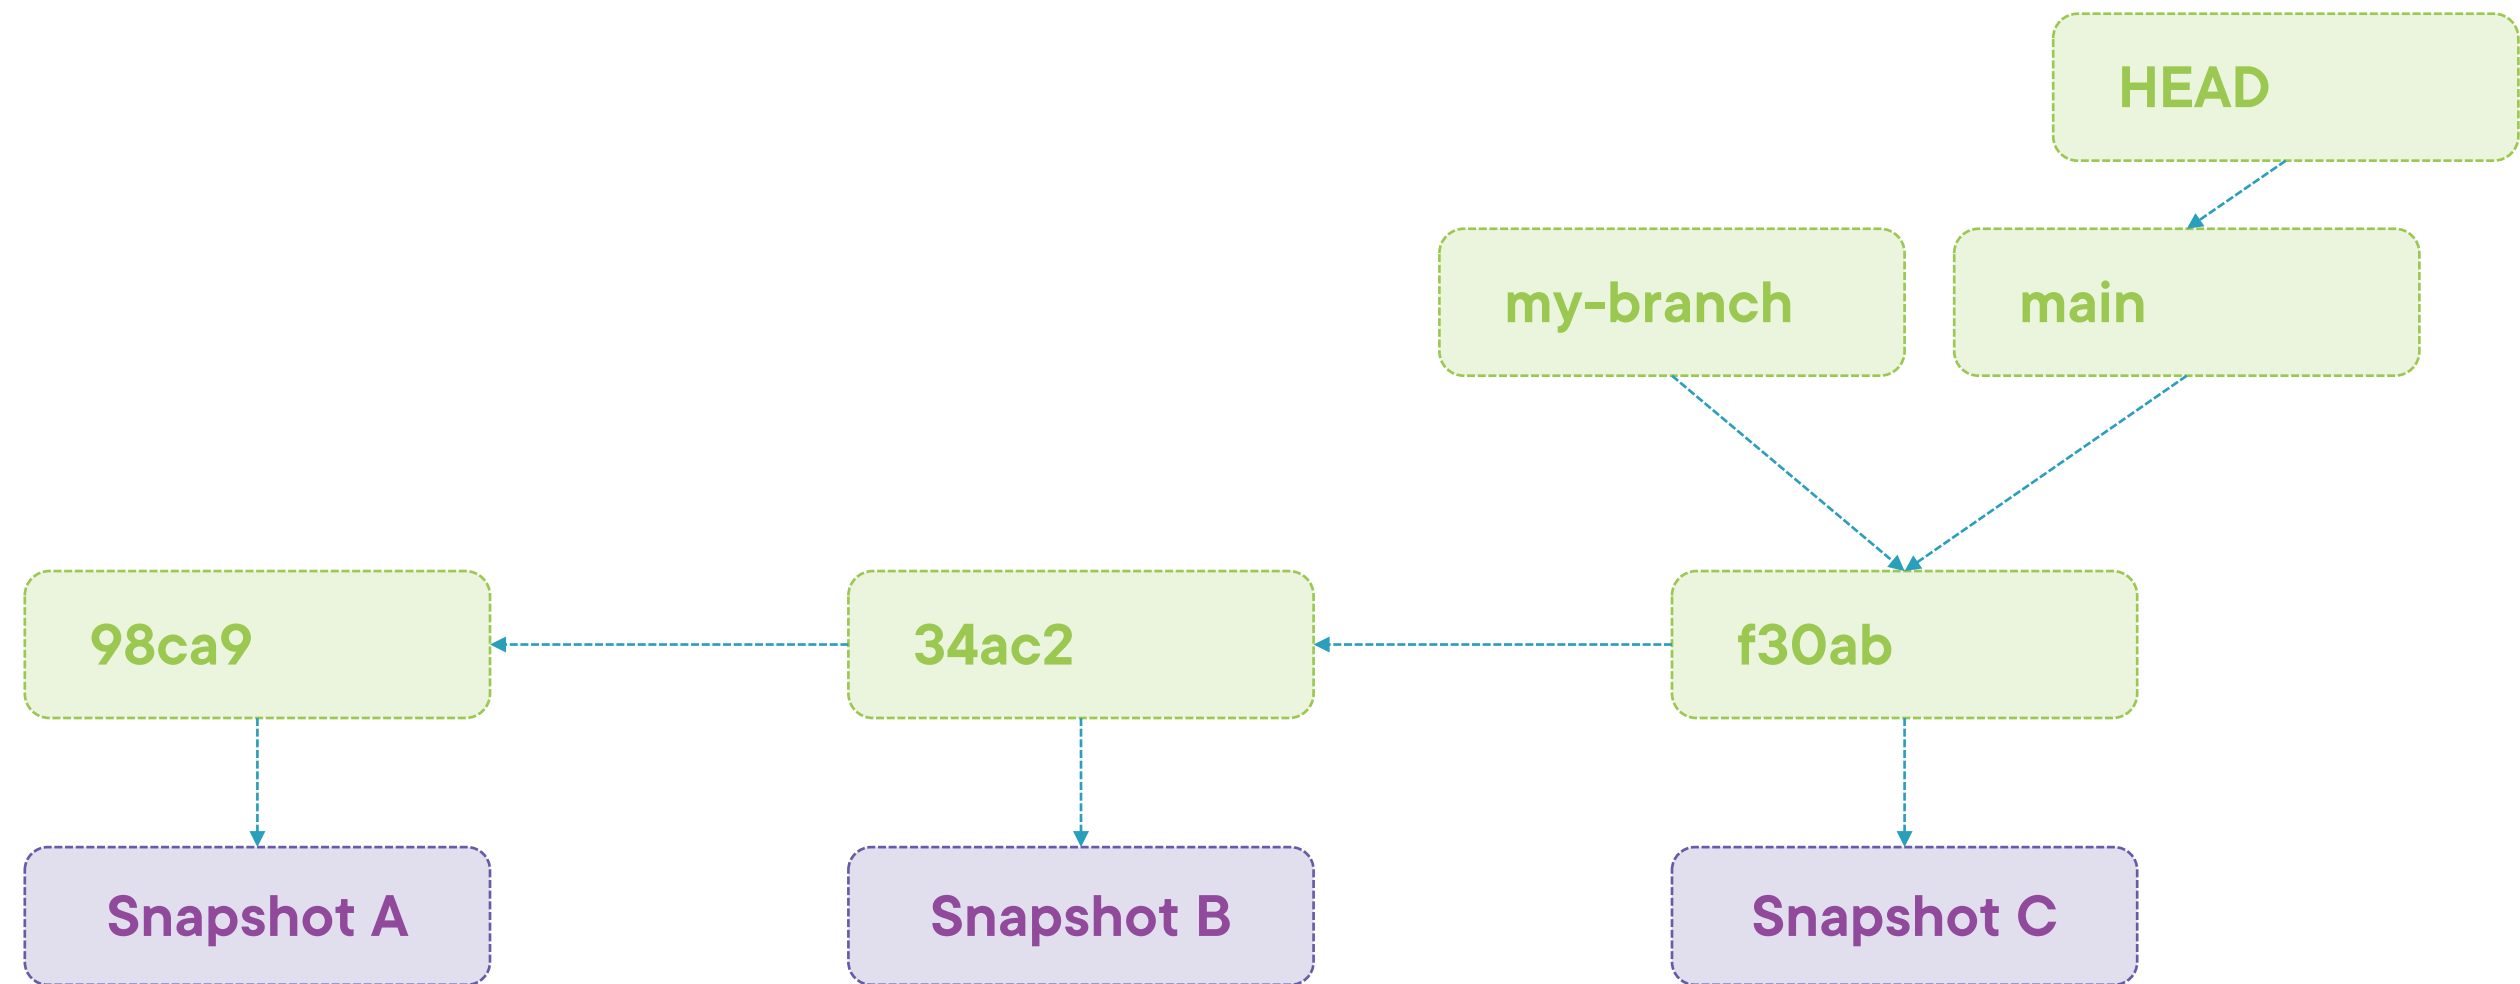 HEAD
my-branch
main
98ca9
34ac2
f30ab
Snapshot A
Snapshot B
Snapshot C